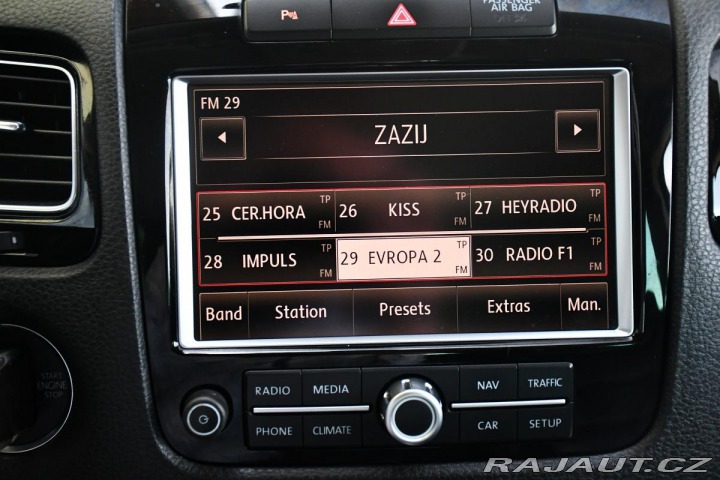 PASSENGER
AIR BAG
FM 29
ZAZIJ
25 CER.HORA TP FM 26 KISS TP FM 27 HEYRADIO TP FM
28 IMPULS TP FM 29 EVROPA 2 TP FM 30 RADIO F1 TP FM
Band Station Presets Extras Man.
START
ENGINE
STOP
RADIO MEDIA NAV TRAFFIC
PHONE CLIMATE CAR SETUP
RAJAUT.CZ